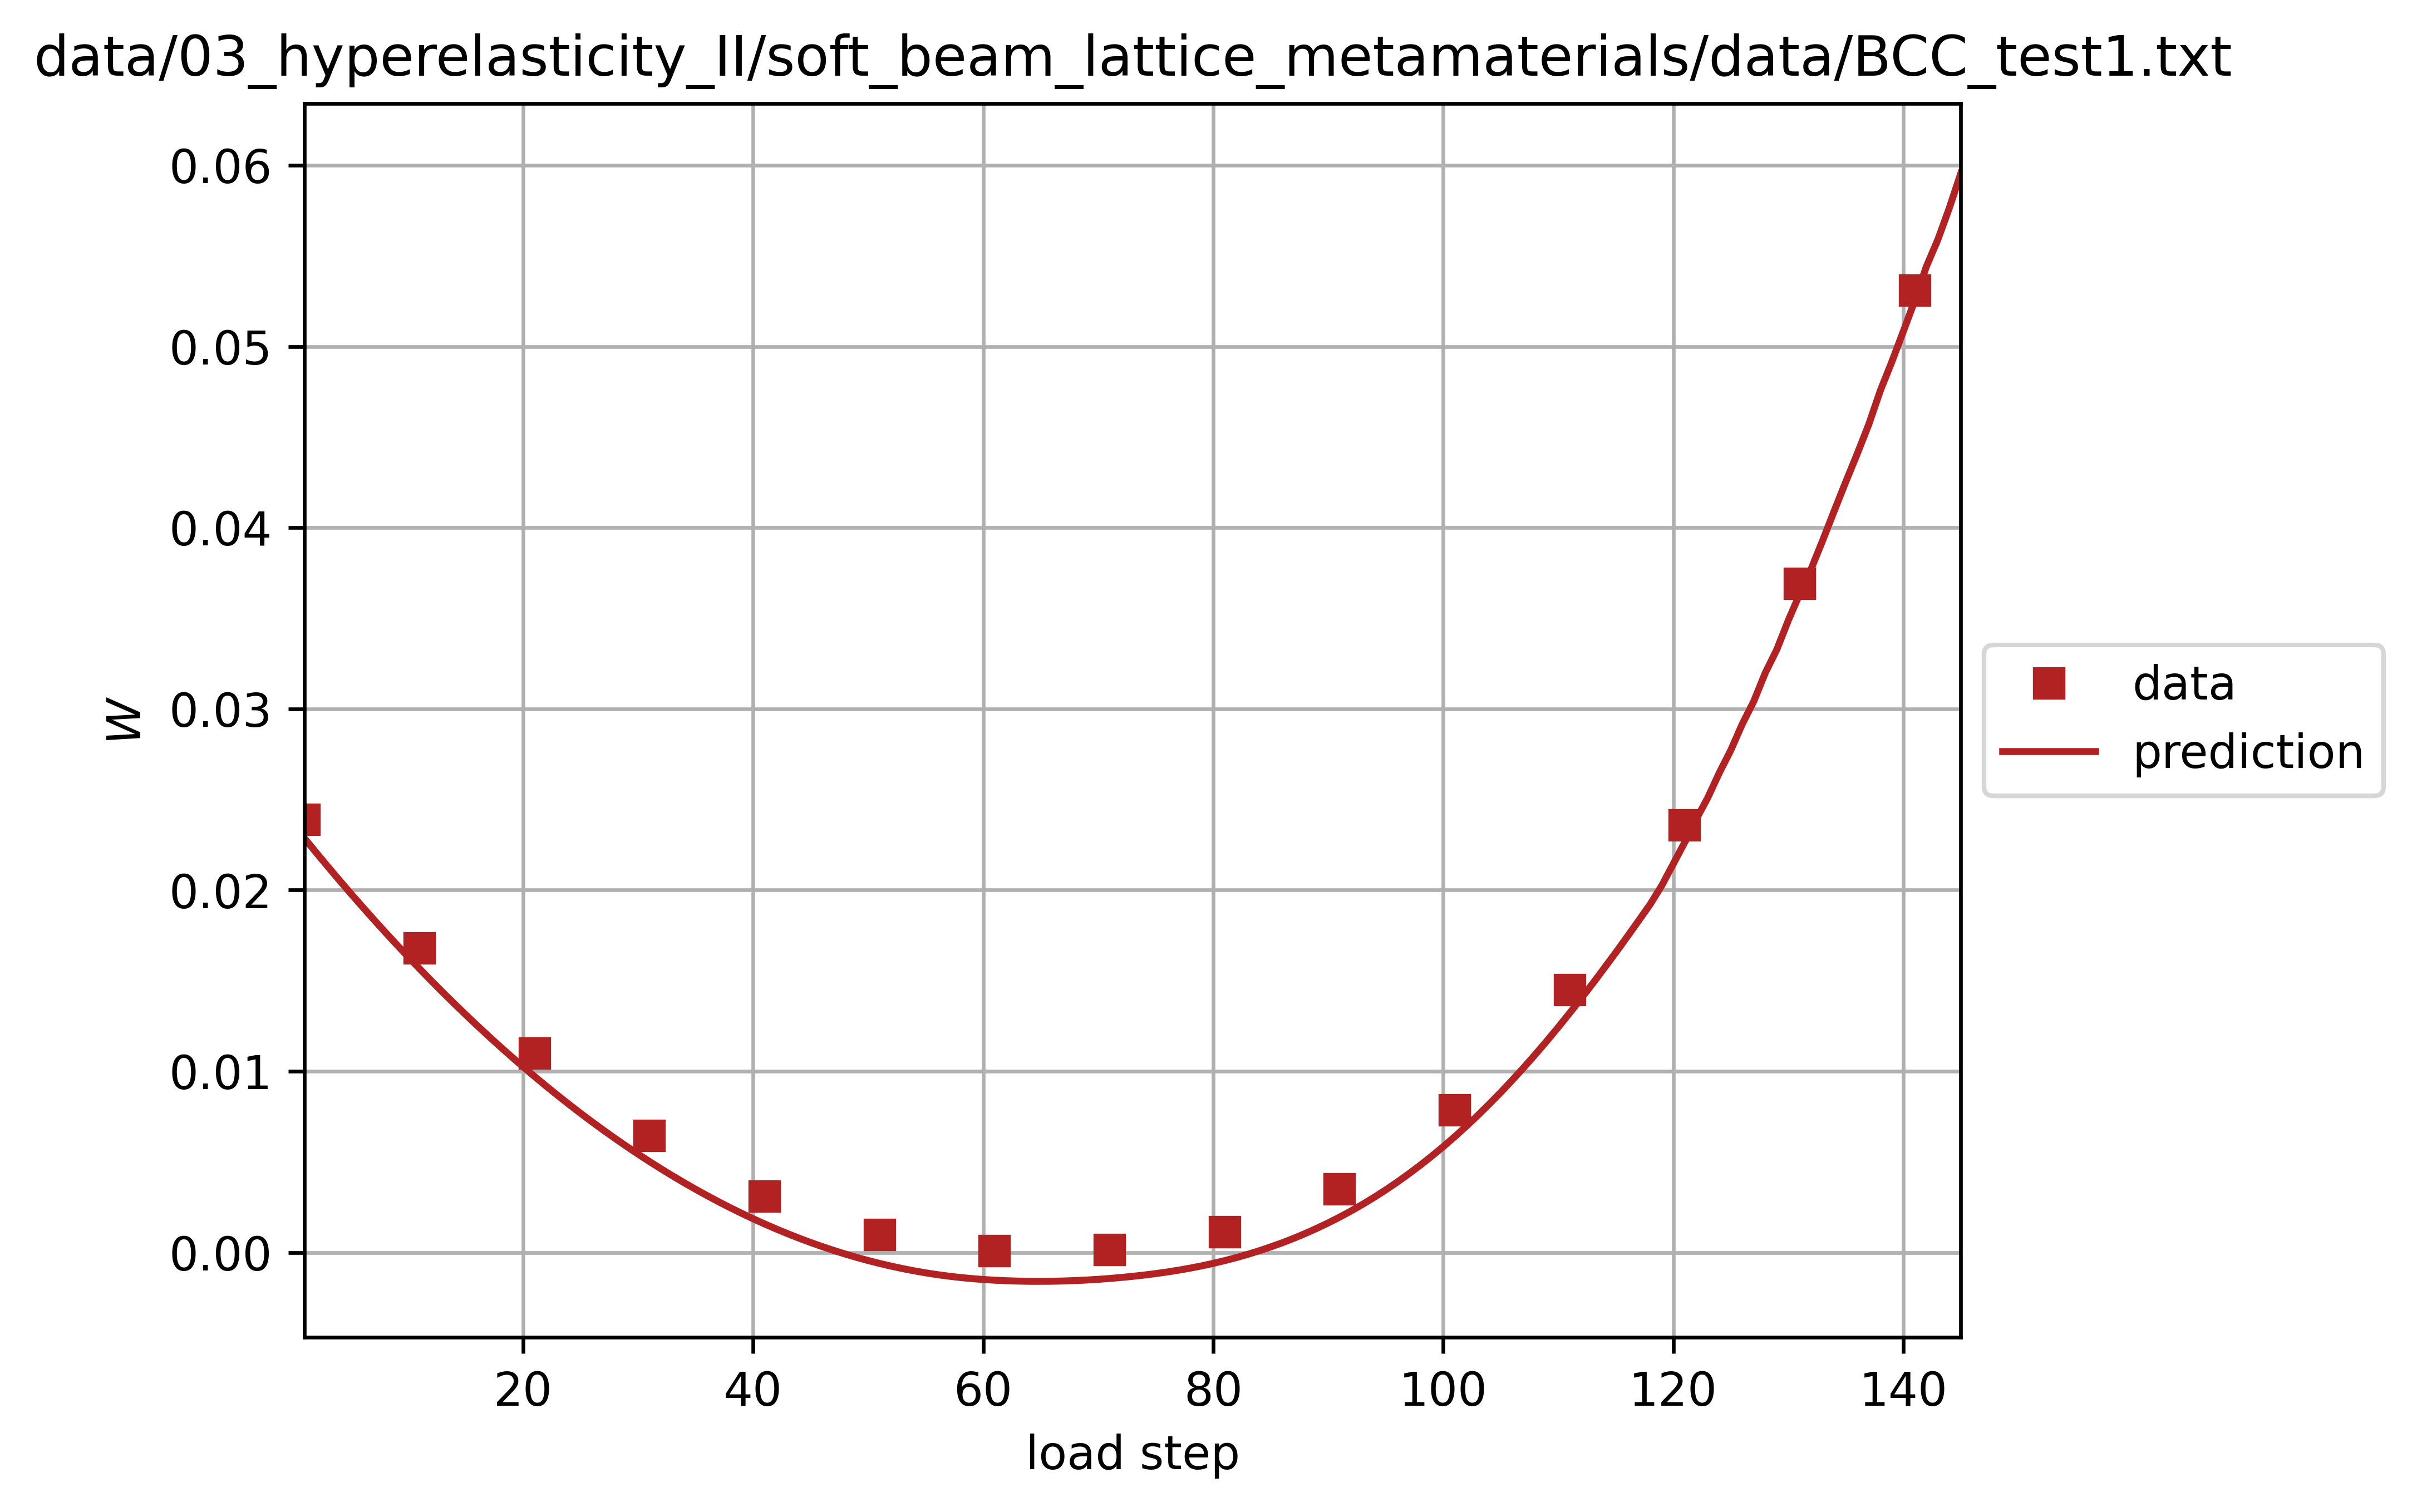 data/03_hyperelasticity_II/soft_beam_lattice_metamaterials/data/BCC_test1.txt
0.06
0.05
0.04
0.03
0.02
0.01
0.00
W
20 40 60 80 100 120 140
load step
data
prediction